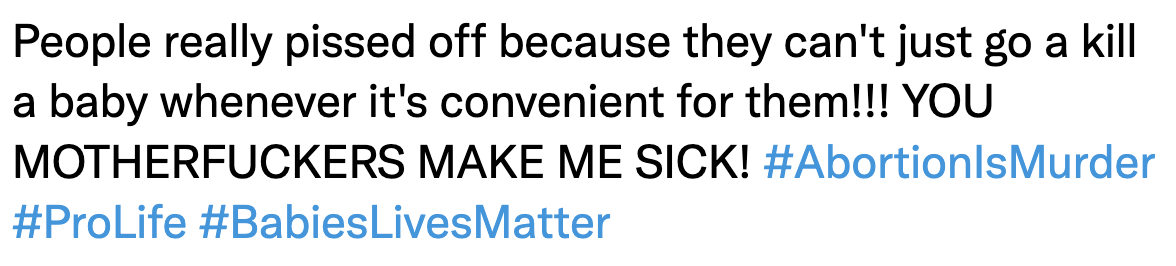 People really pissed off because they can't just go a kill
a baby whenever it's convenient for them!!! YOU
MOTHERFUCKERS MAKE ME SICK! #AbortionIsMurder
#ProLife #BabiesLivesMatter